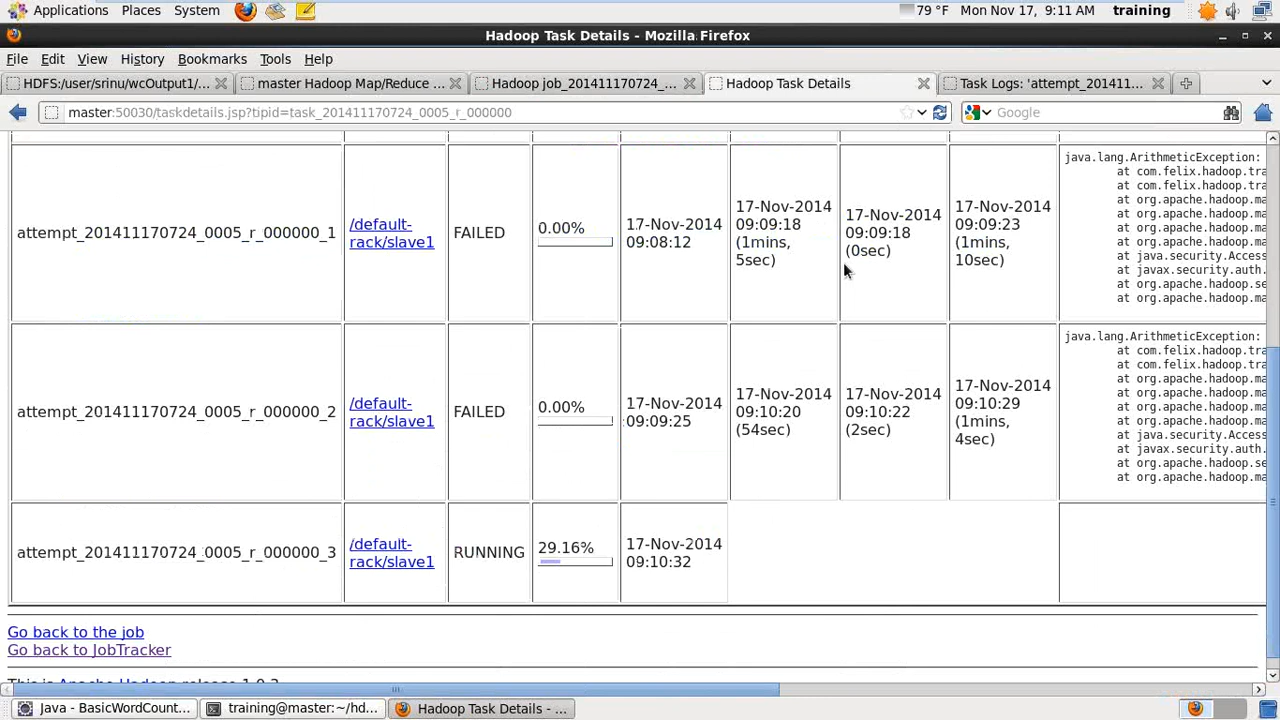 Applications Places System 79 °F Mon Nov 17, 9:11 AM training
Hadoop Task Details - Mozilla Firefox
File Edit View History Bookmarks Tools Help
HDFS:/user/srinu/wcOutput1/... master Hadoop Map/Reduce ... Hadoop job_201411170724_... Hadoop Task Details Task Logs: 'attempt_201411...
master:50030/taskdetails.jsp?tipid=task_201411170724_0005_r_000000 Google
attempt_201411170724_0005_r_000000_1
/default-
rack/slave1
FAILED
0.00%
17-Nov-2014
09:08:12
17-Nov-2014
09:09:18
(1mins,
5sec)
17-Nov-2014
09:09:18
(0sec)
17-Nov-2014
09:09:23
(1mins,
10sec)
java.lang.ArithmeticException:
at com.felix.hadoop.tra
at com.felix.hadoop.tra
at org.apache.hadoop.ma
at org.apache.hadoop.ma
at org.apache.hadoop.ma
at org.apache.hadoop.ma
at java.security.Access
at javax.security.auth.
at org.apache.hadoop.se
at org.apache.hadoop.ma
attempt_201411170724_0005_r_000000_2
/default-
rack/slave1
FAILED
0.00%
17-Nov-2014
09:09:25
17-Nov-2014
09:10:20
(54sec)
17-Nov-2014
09:10:22
(2sec)
17-Nov-2014
09:10:29
(1mins,
4sec)
java.lang.ArithmeticException:
at com.felix.hadoop.tra
at com.felix.hadoop.tra
at org.apache.hadoop.ma
at org.apache.hadoop.ma
at org.apache.hadoop.ma
at org.apache.hadoop.ma
at java.security.Access
at javax.security.auth.
at org.apache.hadoop.se
at org.apache.hadoop.ma
attempt_201411170724_0005_r_000000_3
/default-
rack/slave1
RUNNING
29.16%
17-Nov-2014
09:10:32
Go back to the job
Go back to JobTracker
This is Apache Hadoop release 1.0.3
Java - BasicWordCount... training@master:~/hd... Hadoop Task Details - ...